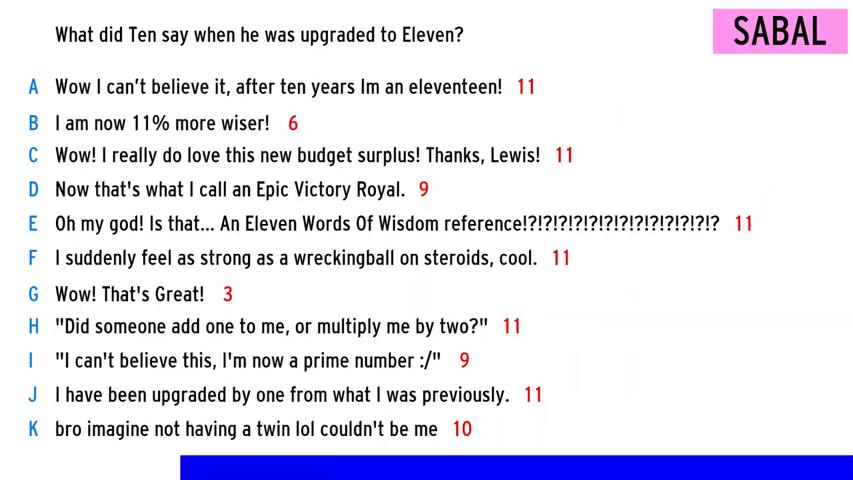 What did Ten say when he was upgraded to Eleven?
SABAL
A Wow I can't believe it, after ten years Im an eleventeen! 11
B I am now 11% more wiser! 6
C Wow! I really do love this new budget surplus! Thanks, Lewis! 11
D Now that's what I call an Epic Victory Royal. 9
E Oh my god! Is that... An Eleven Words Of Wisdom reference!?!?!?!?!?!?!?!?!?!?!?!?!? 11
F I suddenly feel as strong as a wreckingball on steroids, cool. 11
G Wow! That's Great! 3
H "Did someone add one to me, or multiply me by two?" 11
I "I can't believe this, I'm now a prime number :/" 9
J I have been upgraded by one from what I was previously. 11
K bro imagine not having a twin lol couldn't be me 10